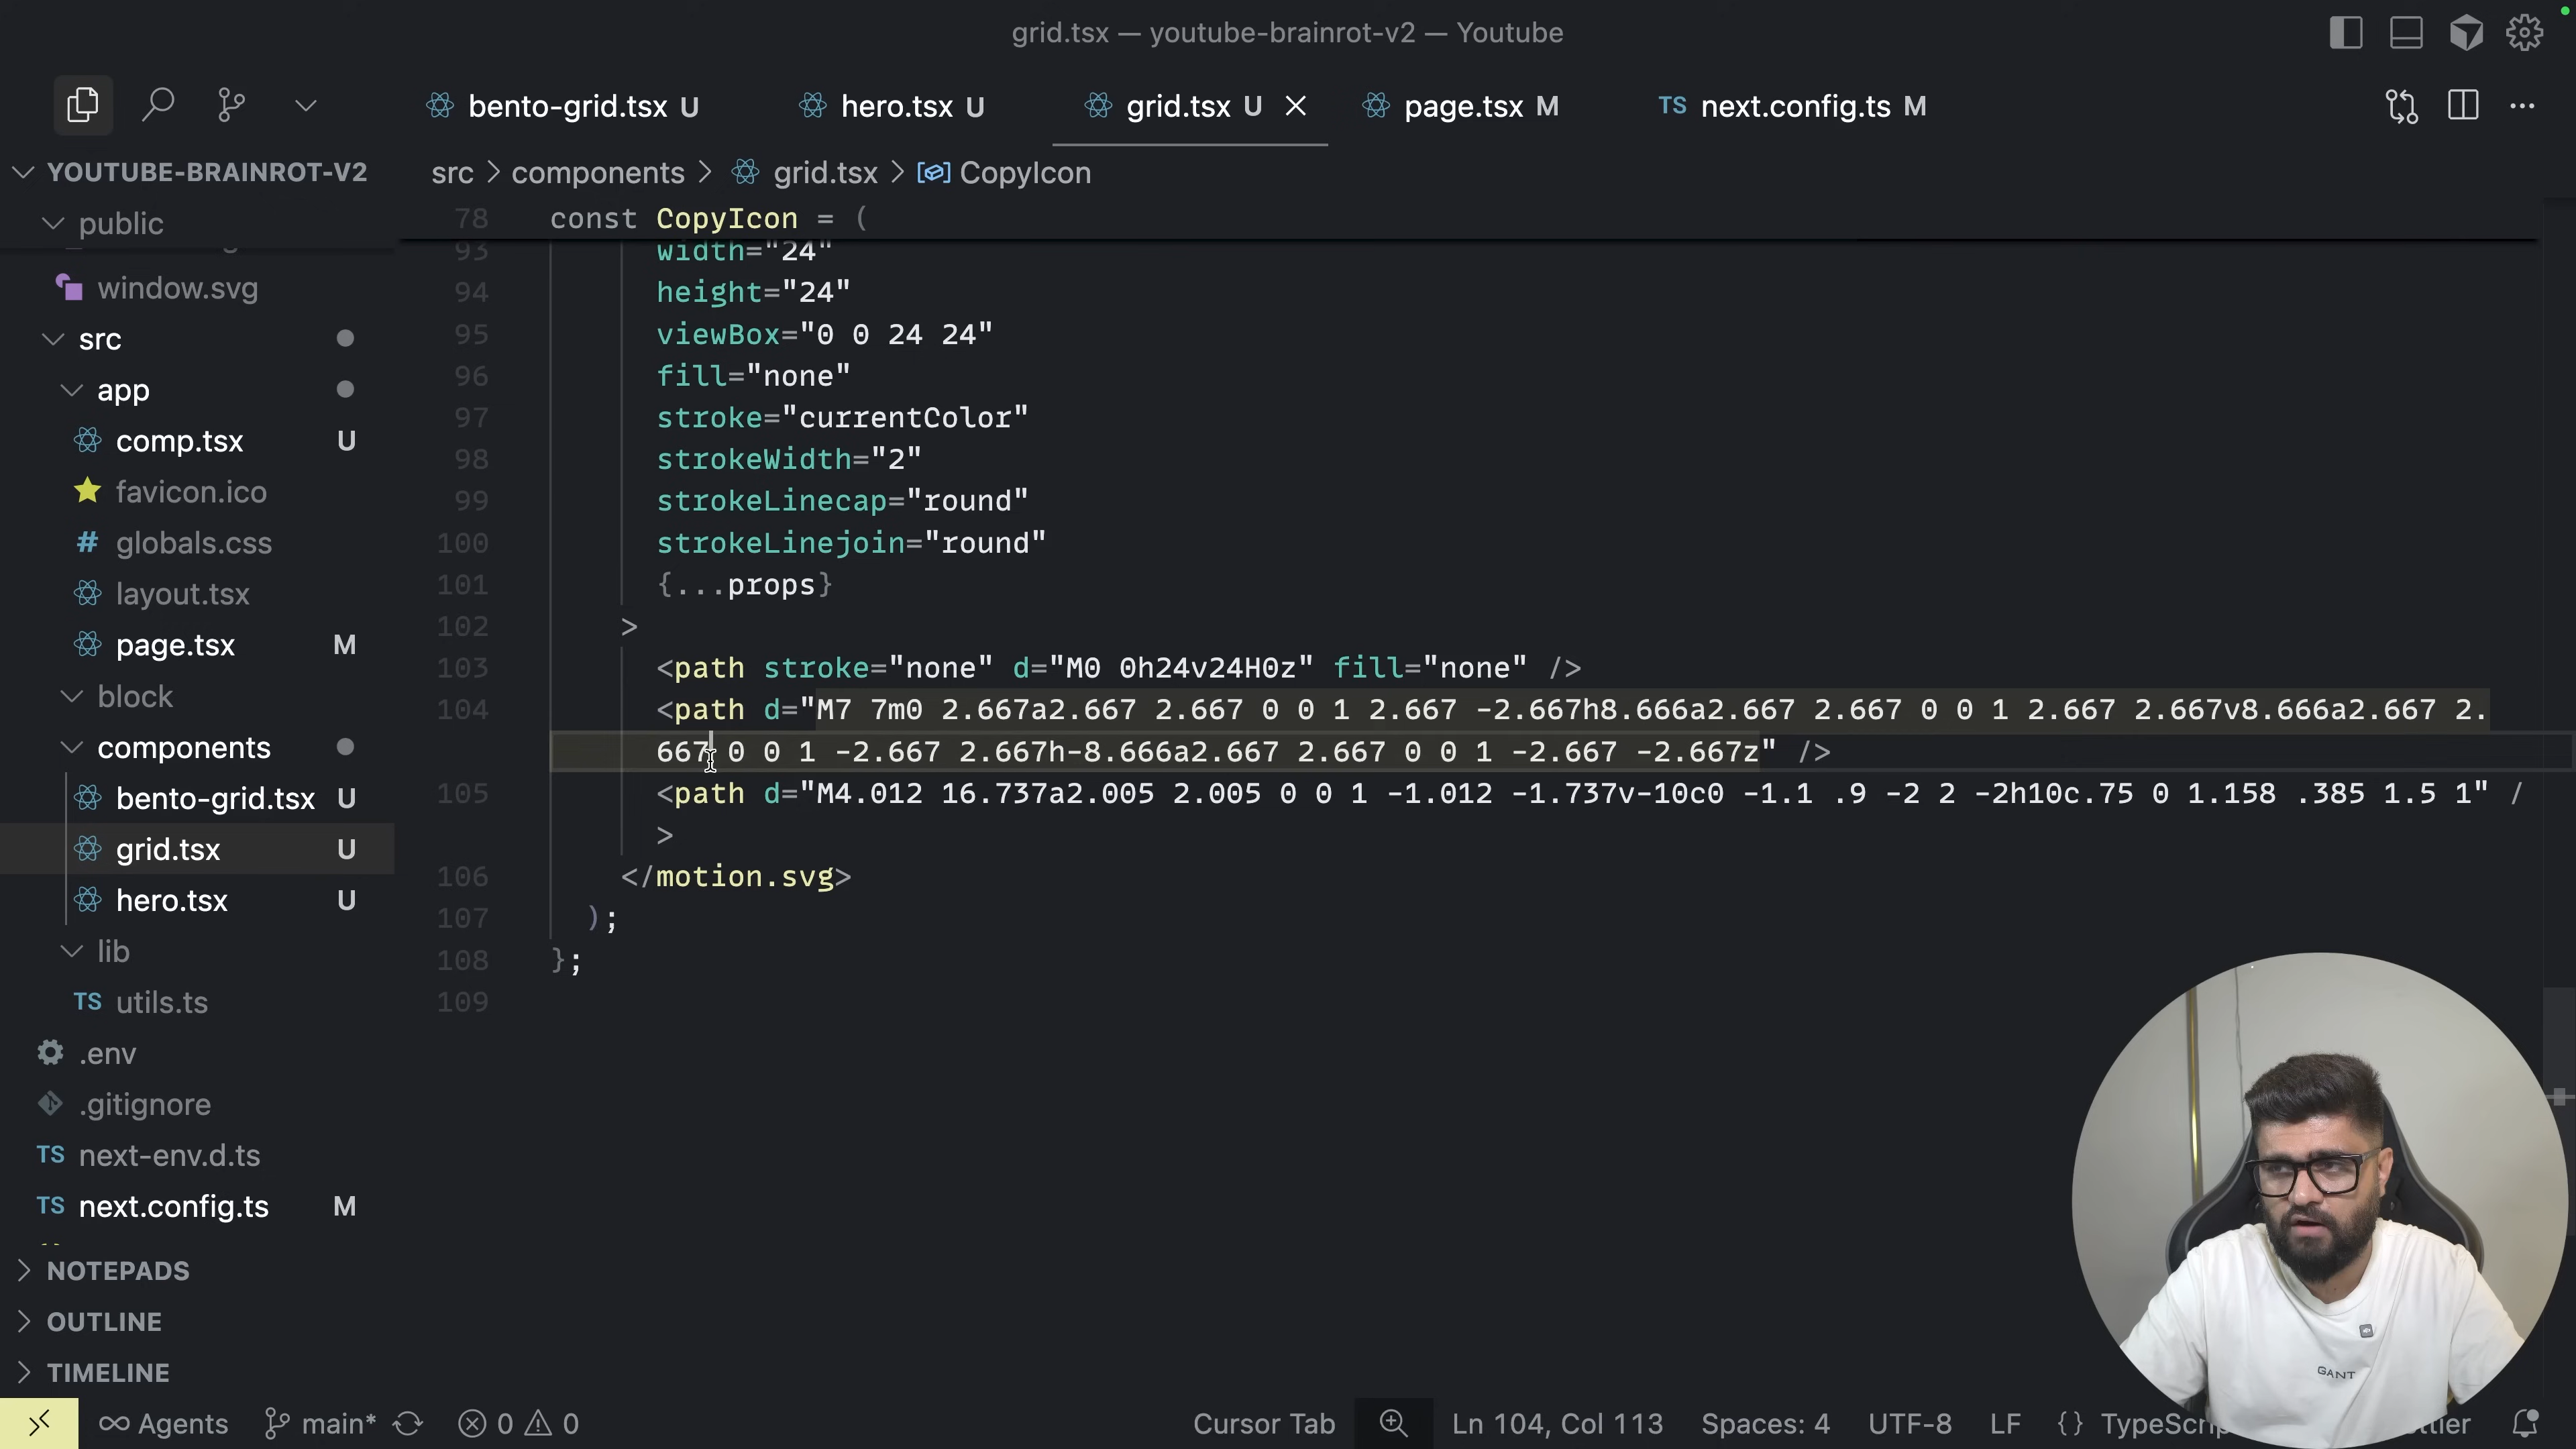 grid.tsx — youtube-brainrot-v2 — Youtube
bento-grid.tsx U
hero.tsx U
grid.tsx U
page.tsx M
TS next.config.ts M
YOUTUBE-BRAINROT-V2
public
window.svg
src
app
comp.tsx U
favicon.ico
# globals.css
layout.tsx
page.tsx M
block
components
bento-grid.tsx U
grid.tsx U
hero.tsx U
lib
TS utils.ts
.env
.gitignore
TS next-env.d.ts
TS next.config.ts M
NOTEPADS
OUTLINE
TIMELINE
src > components > grid.tsx > CopyIcon
78 const CopyIcon = (
93 width="24"
94 height="24"
95 viewBox="0 0 24 24"
96 fill="none"
97 stroke="currentColor"
98 strokeWidth="2"
99 strokeLinecap="round"
100 strokeLinejoin="round"
101 {...props}
102 >
103 <path stroke="none" d="M0 0h24v24H0z" fill="none" />
104 <path d="M7 7m0 2.667a2.667 2.667 0 0 1 2.667 -2.667h8.666a2.667 2.667 0 0 1 2.667 2.667v8.666a2.667 2.
667 0 0 1 -2.667 2.667h-8.666a2.667 2.667 0 0 1 -2.667 -2.667z" />
105 <path d="M4.012 16.737a2.005 2.005 0 0 1 -1.012 -1.737v-10c0 -1.1 .9 -2 2 -2h10c.75 0 1.158 .385 1.5 1" /
>
106 </motion.svg>
107 );
108 };
109
GANT
Agents main* 0 0 Cursor Tab Ln 104, Col 113 Spaces: 4 UTF-8 LF {}